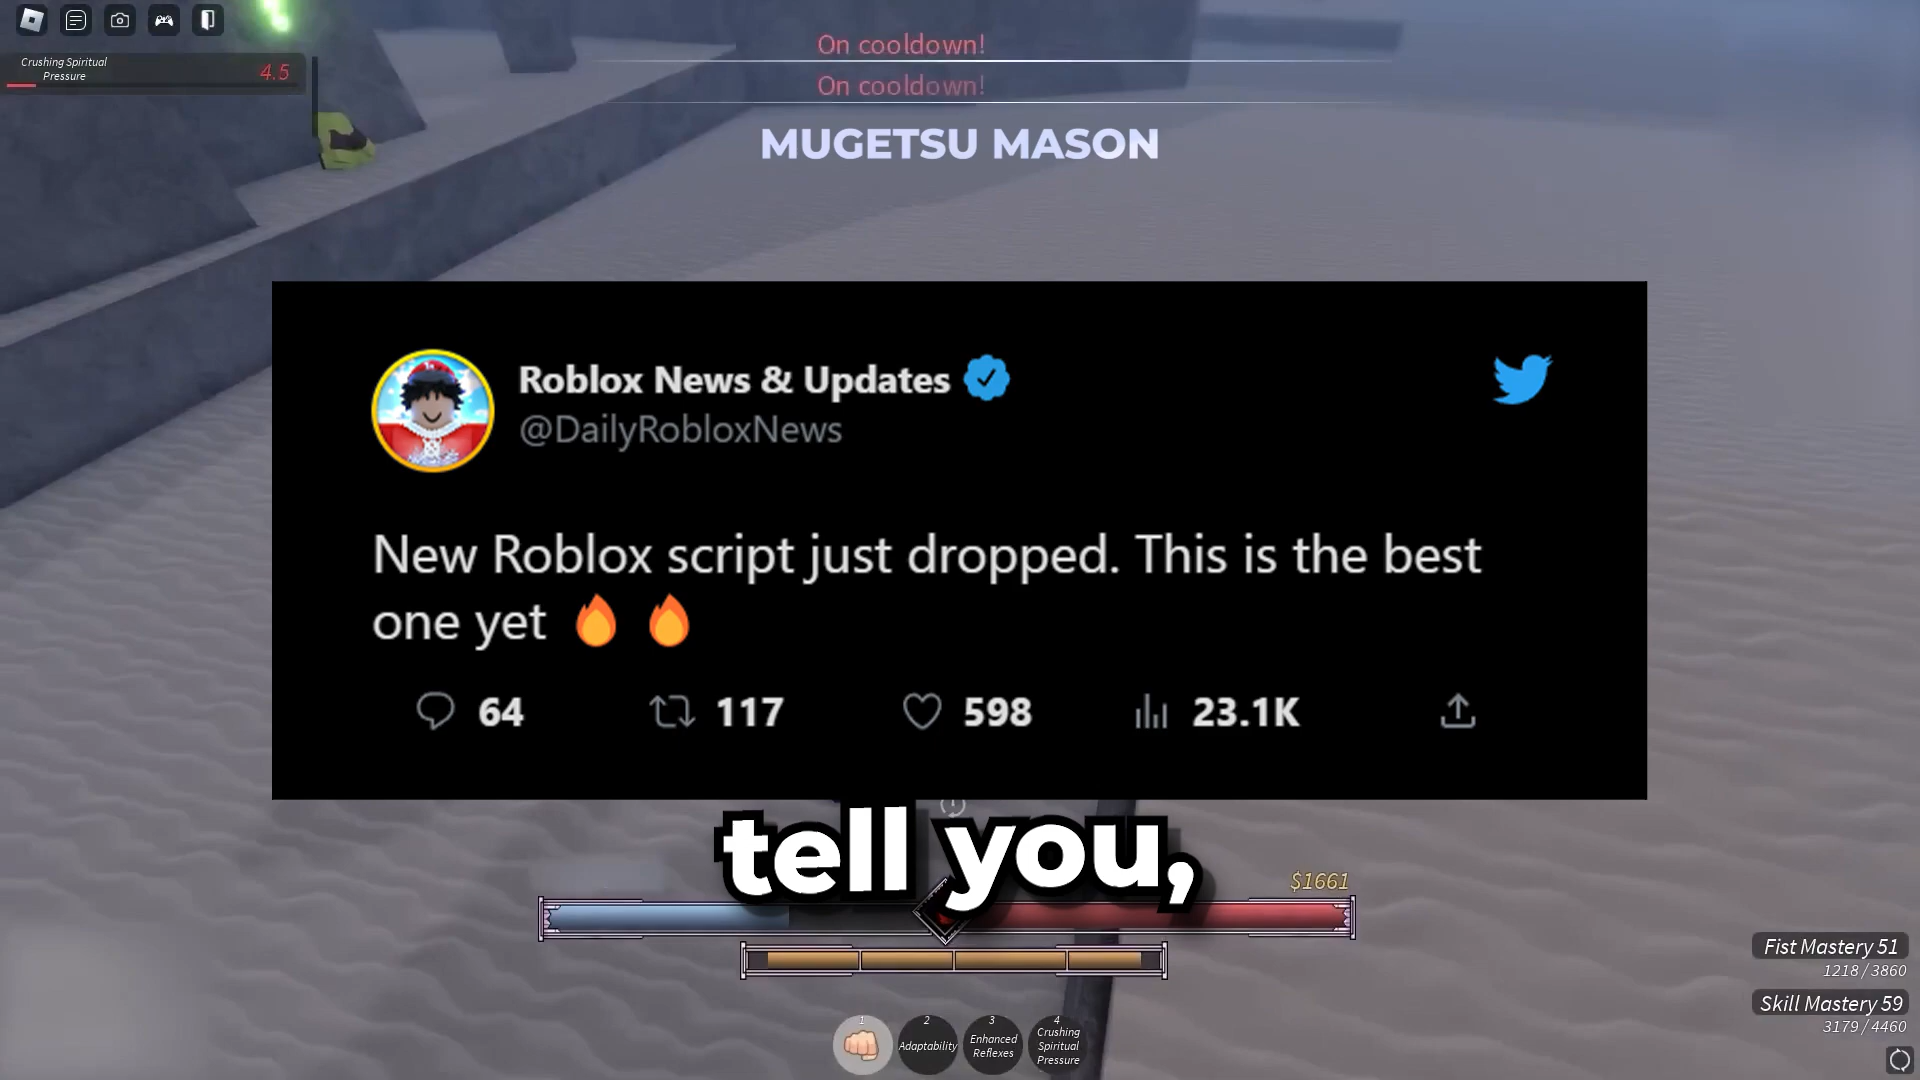 On cooldown!
On cooldown!
Crushing Spiritual
Pressure
4.5
MUGETSU MASON
Roblox News & Updates
@DailyRobloxNews
New Roblox script just dropped. This is the best
one yet 🔥 🔥
64 117 598 23.1K
tell you,
$1661
Fist Mastery 51
1218 / 3860
Skill Mastery 59
3179 / 4460
1
2
Adaptability
3
Enhanced
Reflexes
4
Crushing
Spiritual
Pressure